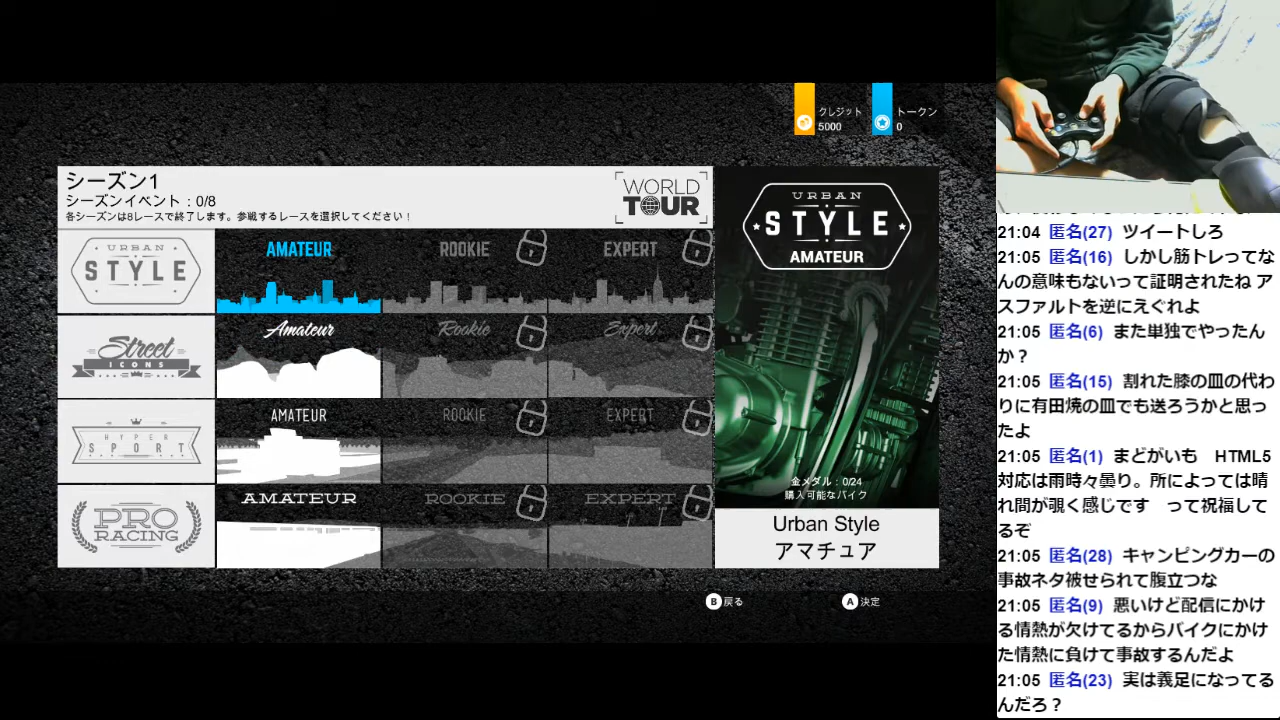 クレジット
5000
トークン
0
シーズン1
シーズンイベント：0/8
各シーズンは8レースで終了します。参戦するレースを選択してください！
WORLD
TOUR
URBAN
STYLE
AMATEUR
ROOKIE
EXPERT
Street
ICONS
Amateur
Rookie
Expert
HYPER
SPORT
AMATEUR
ROOKIE
EXPERT
PRO
RACING
AMATEUR
ROOKIE
EXPERT
URBAN
STYLE
AMATEUR
金メダル：0/24
購入可能なバイク
Urban Style
アマチュア
B 戻る
A 決定
21:04 匿名(27) ツイートしろ
21:05 匿名(16) しかし筋トレってな
んの意味もないって証明されたね ア
スファルトを逆にえぐれよ
21:05 匿名(6) また単独でやったん
か？
21:05 匿名(15) 割れた膝の皿の代わ
りに有田焼の皿でも送ろうかと思っ
たよ
21:05 匿名(1) まどがいも　HTML5
対応は雨時々曇り。所によっては晴
れ間が覗く感じです　って祝福して
るぞ
21:05 匿名(28) キャンピングカーの
事故ネタ被せられて腹立つな
21:05 匿名(9) 悪いけど配信にかけ
る情熱が欠けてるからバイクにかけ
た情熱に負けて事故するんだよ
21:05 匿名(23) 実は義足になってる
んだろ？